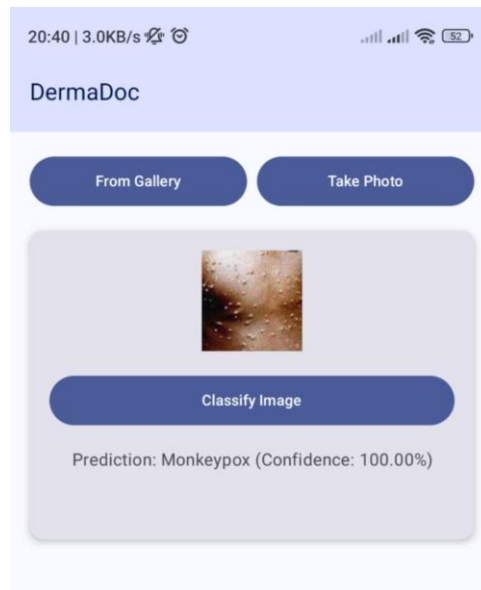 20:40 | 3.0KB/s
52
DermaDoc
From Gallery
Take Photo
Classify Image
Prediction: Monkeypox (Confidence: 100.00%)